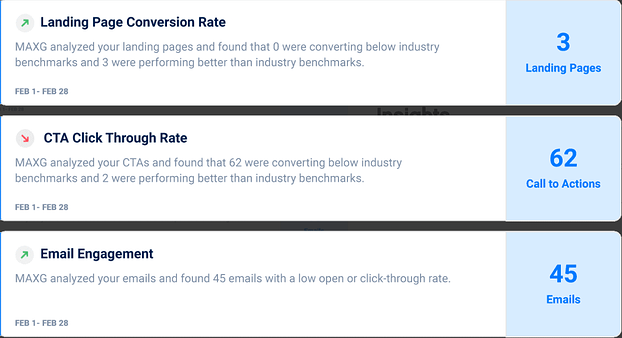 Landing Page Conversion Rate
MAXG analyzed your landing pages and found that 0 were converting below industry
benchmarks and 3 were performing better than industry benchmarks.
FEB 1- FEB 28
3
Landing Pages
Insights
CTA Click Through Rate
MAXG analyzed your CTAs and found that 62 were converting below industry
benchmarks and 2 were performing better than industry benchmarks.
FEB 1- FEB 28
62
Call to Actions
Email Engagement
MAXG analyzed your emails and found 45 emails with a low open or click-through rate.
FEB 1- FEB 28
45
Emails